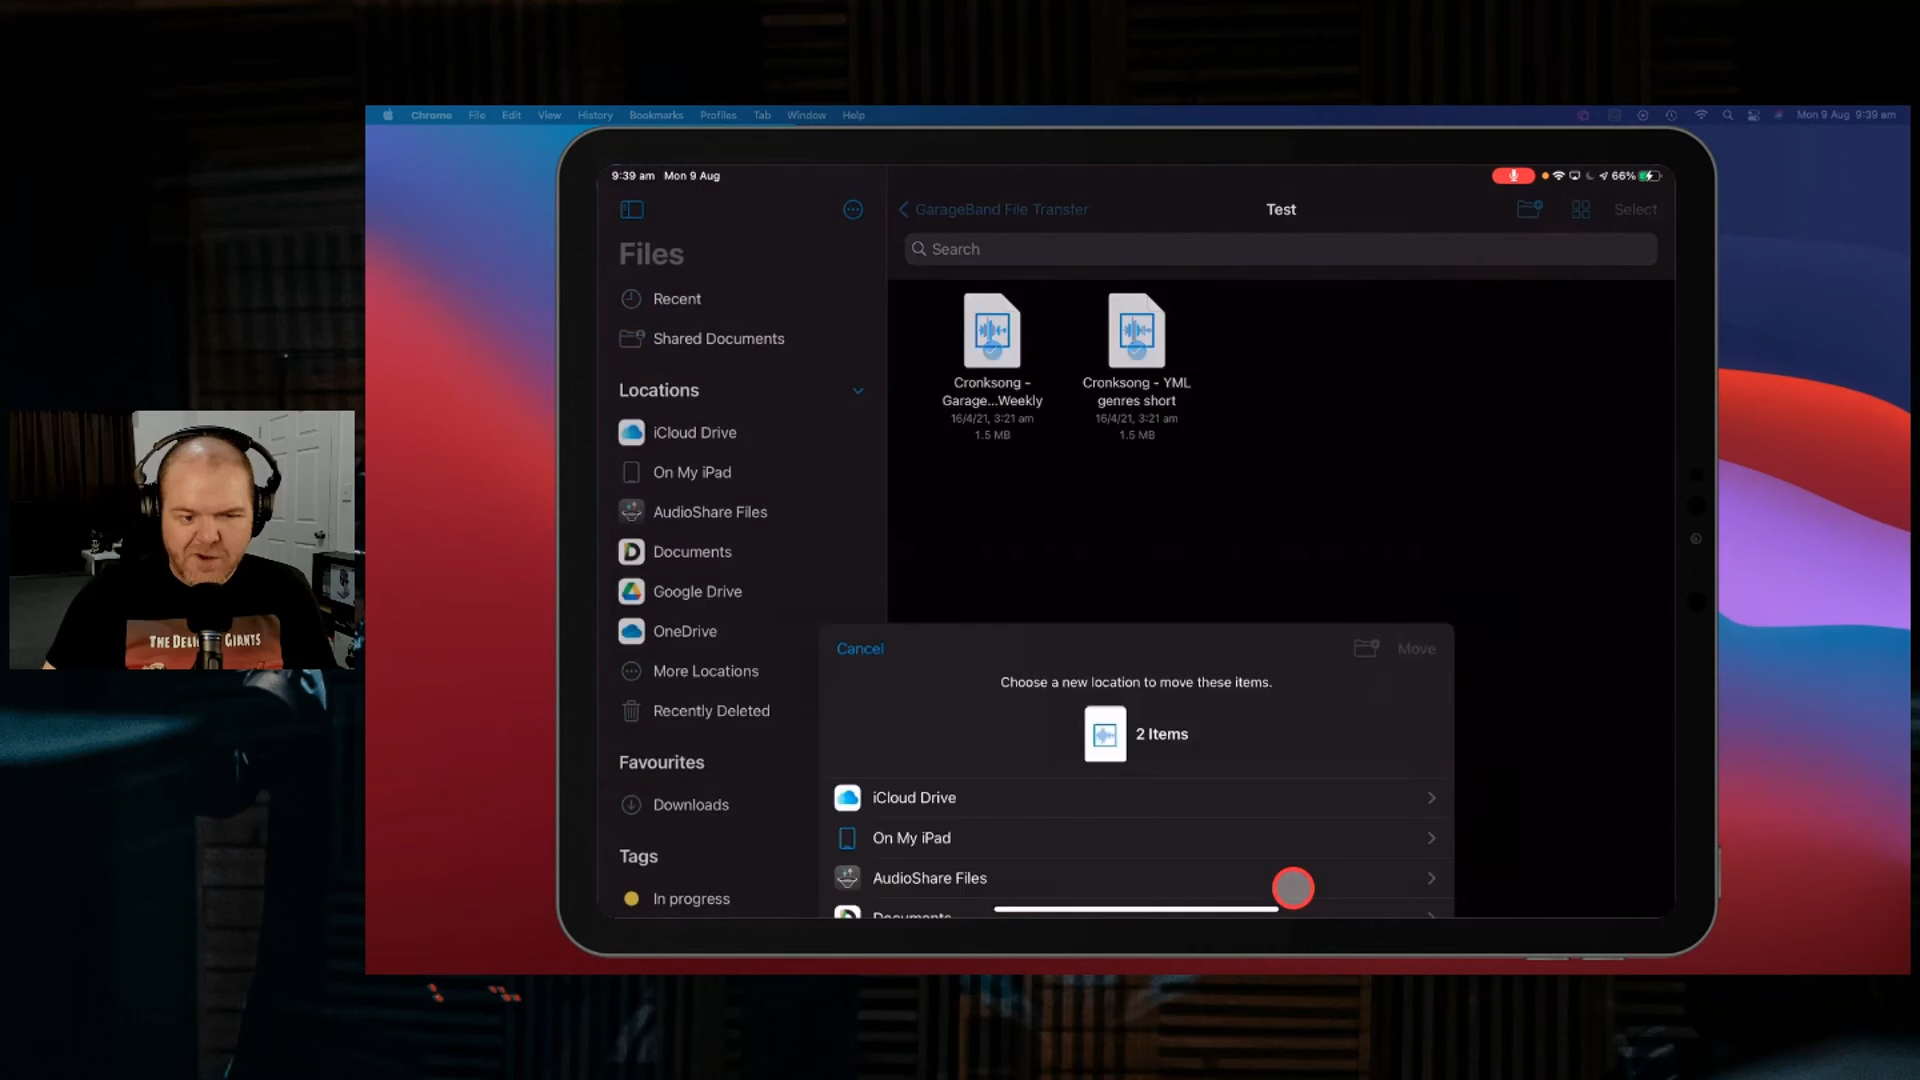 Chrome File Edit View History Bookmarks Profiles Tab Window Help
Mon 9 Aug 9:39 am
9:39 am Mon 9 Aug
66%
GarageBand File Transfer
Test
Select
Search
Files
Recent
Shared Documents
Locations
iCloud Drive
On My iPad
AudioShare Files
Documents
Google Drive
OneDrive
More Locations
Recently Deleted
Favourites
Downloads
Tags
In progress
Cronksong -
Garage...Weekly
16/4/21, 3:21 am
1.5 MB
Cronksong - YML
genres short
16/4/21, 3:21 am
1.5 MB
Cancel
Move
Choose a new location to move these items.
2 Items
iCloud Drive
On My iPad
AudioShare Files
Documents
THE GIANTS